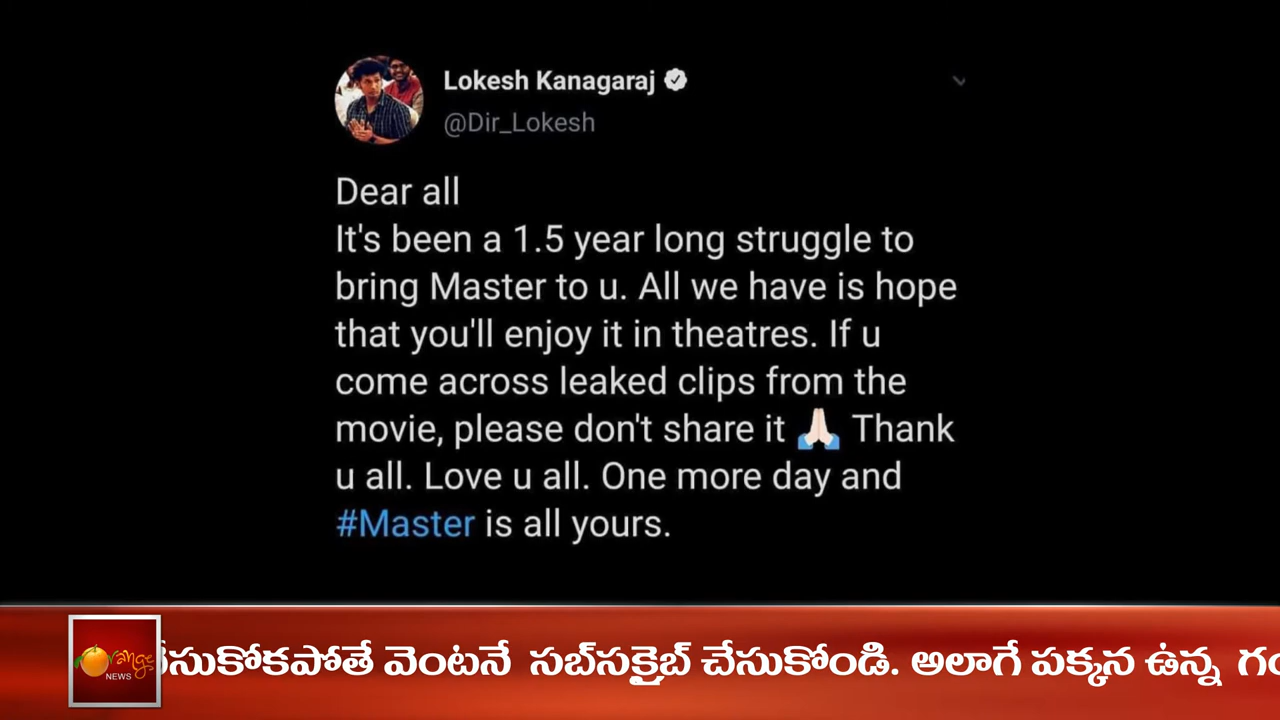 Lokesh Kanagaraj
@Dir_Lokesh
Dear all
It's been a 1.5 year long struggle to
bring Master to u. All we have is hope
that you'll enjoy it in theatres. If u
come across leaked clips from the
movie, please don't share it 🙏🏻 Thank
u all. Love u all. One more day and
#Master is all yours.
orange
NEWS
వెంటనే సబ్‌సక్రైబ్ చేసుకోండి. అలాగే పక్కన ఉన్న